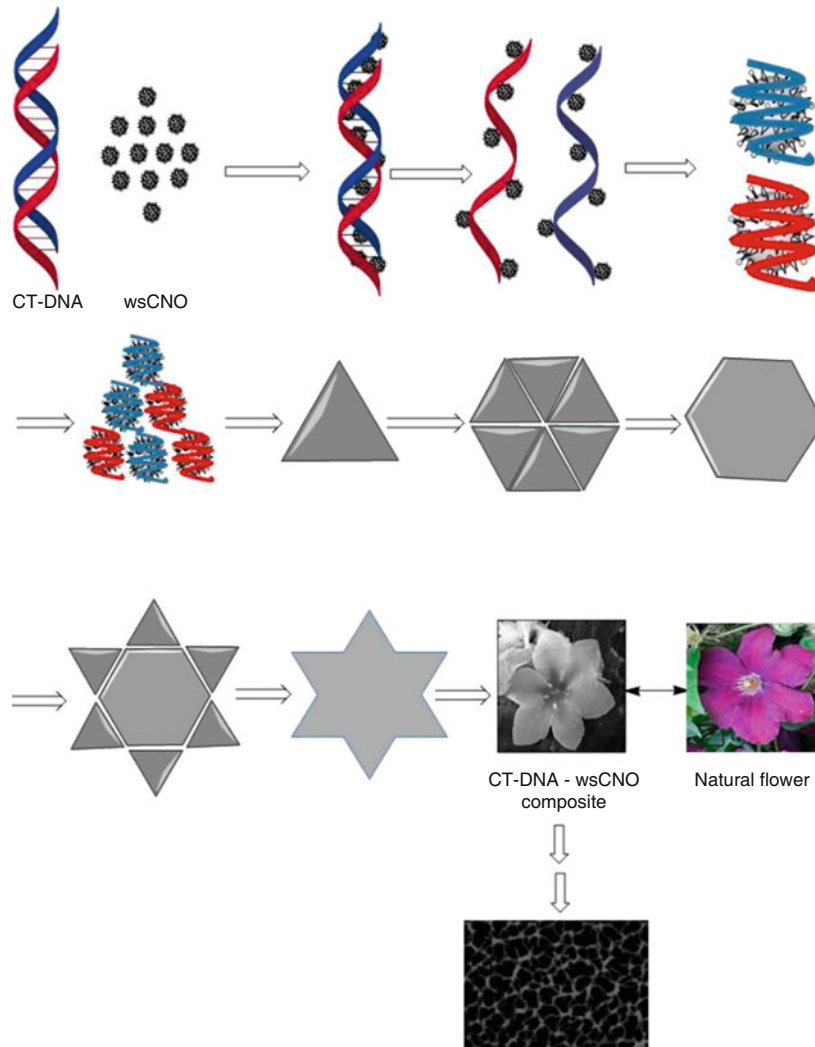 CT-DNA
wsCNO
CT-DNA - wsCNO
composite
Natural flower